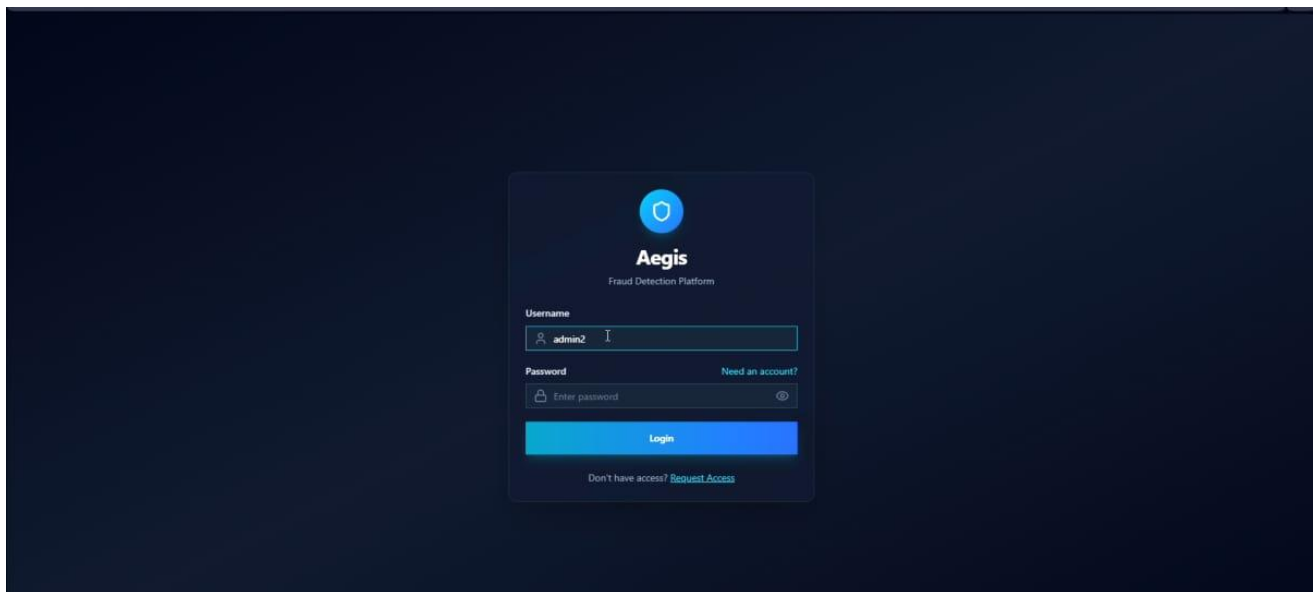 Aegis
Fraud Detection Platform
Username
admin2
Password Need an account?
Enter password
Login
Don't have access? Request Access